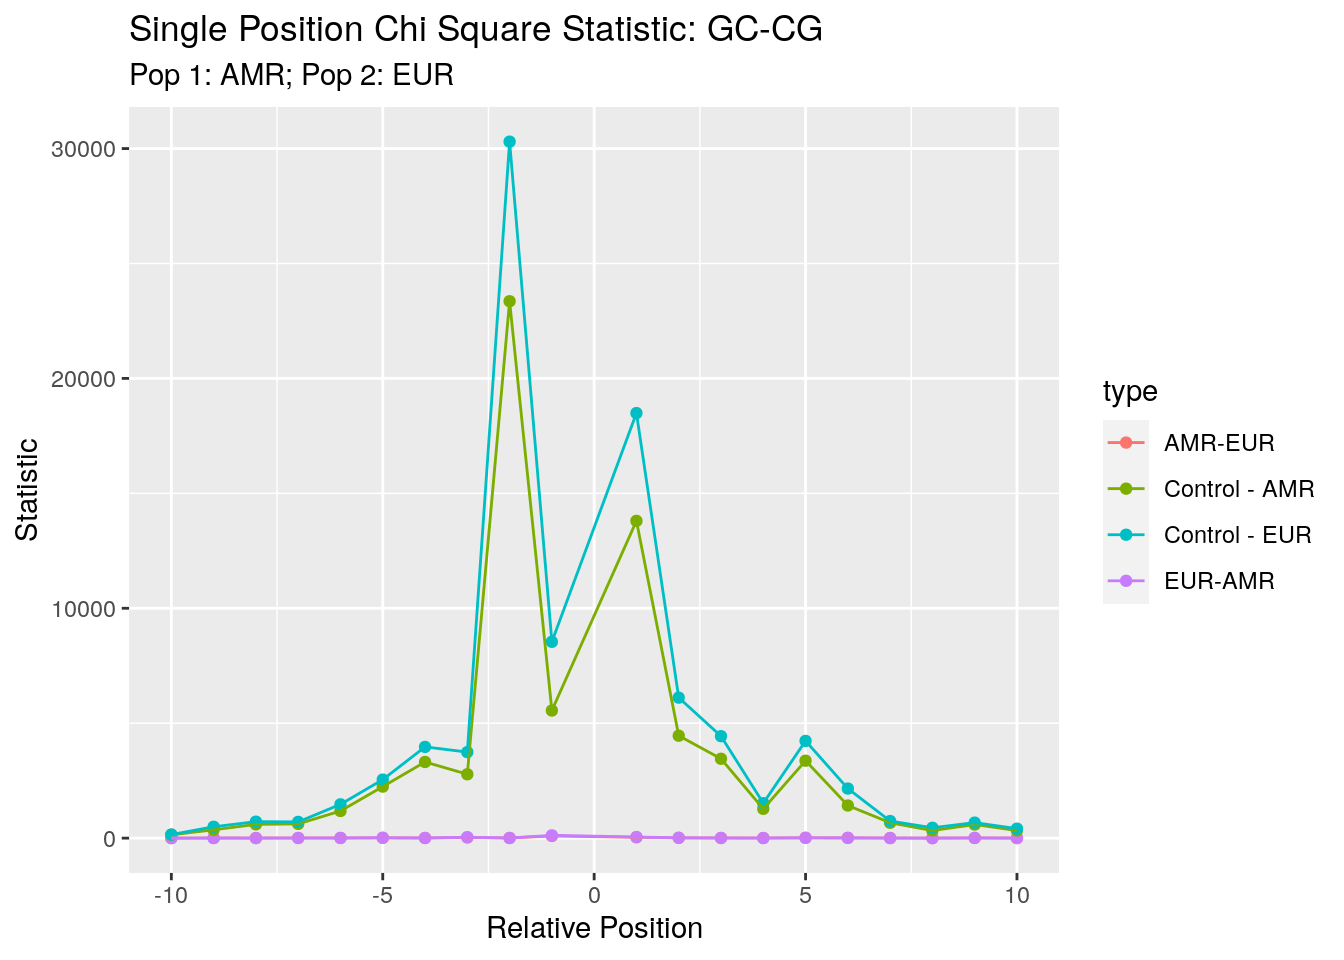 Single Position Chi Square Statistic: GC-CG
Pop 1: AMR; Pop 2: EUR
30000
20000
10000
0
Statistic
-10
-5
0
5
10
Relative Position
type
AMR-EUR
Control - AMR
Control - EUR
EUR-AMR